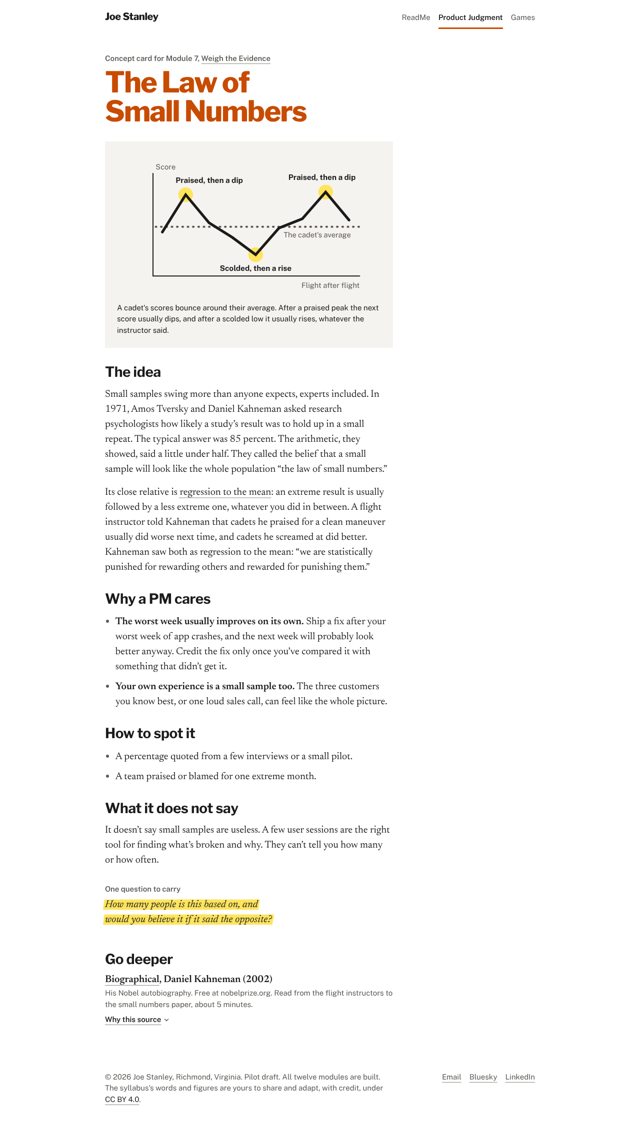 Joe Stanley
ReadMe Product Judgment Games
Concept card for Module 7, Weigh the Evidence
The Law of
Small Numbers
Score
Praised, then a dip
Praised, then a dip
The cadet's average
Scolded, then a rise
Flight after flight
A cadet's scores bounce around their average. After a praised peak the next
score usually dips, and after a scolded low it usually rises, whatever the
instructor said.
The idea
Small samples swing more than anyone expects, experts included. In
1971, Amos Tversky and Daniel Kahneman asked research
psychologists how likely a study's result was to hold up in a small
repeat. The typical answer was 85 percent. The arithmetic, they
showed, said a little under half. They called the belief that a small
sample will look like the whole population “the law of small numbers.”
Its close relative is regression to the mean: an extreme result is usually
followed by a less extreme one, whatever you did in between. A flight
instructor told Kahneman that cadets he praised for a clean maneuver
usually did worse next time, and cadets he screamed at did better.
Kahneman saw both as regression to the mean: “we are statistically
punished for rewarding others and rewarded for punishing them.”
Why a PM cares
• The worst week usually improves on its own. Ship a fix after your
worst week of app crashes, and the next week will probably look
better anyway. Credit the fix only once you've compared it with
something that didn't get it.
• Your own experience is a small sample too. The three customers
you know best, or one loud sales call, can feel like the whole picture.
How to spot it
• A percentage quoted from a few interviews or a small pilot.
• A team praised or blamed for one extreme month.
What it does not say
It doesn't say small samples are useless. A few user sessions are the right
tool for finding what's broken and why. They can't tell you how many
or how often.
One question to carry
How many people is this based on, and
would you believe it if it said the opposite?
Go deeper
Biographical, Daniel Kahneman (2002)
His Nobel autobiography. Free at nobelprize.org. Read from the flight instructors to
the small numbers paper, about 5 minutes.
Why this source
© 2026 Joe Stanley, Richmond, Virginia. Pilot draft. All twelve modules are built.
The syllabus's words and figures are yours to share and adapt, with credit, under
CC BY 4.0.
Email Bluesky LinkedIn